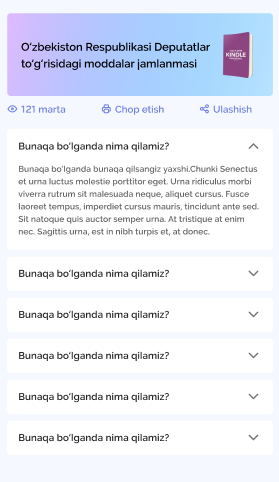 O‘zbekiston Respublikasi Deputatlar
to‘g‘risidagi moddalar jamlanmasi
KINDLE
121 marta
Chop etish
Ulashish
Bunaqa bo‘lganda nima qilamiz?
Bunaqa bo‘lganda bunaqa qilsangiz yaxshi.Chunki Senectus
et urna luctus molestie porttitor eget. Urna ridiculus morbi
viverra rutrum sit malesuada neque, aliquet cursus. Fusce
laoreet tempus, imperdiet cursus mauris, tincidunt ante sed.
Sit natoque quis auctor semper urna. At tristique at enim
nec. Sagittis urna, est in nibh turpis et, at donec.
Bunaqa bo‘lganda nima qilamiz?
Bunaqa bo‘lganda nima qilamiz?
Bunaqa bo‘lganda nima qilamiz?
Bunaqa bo‘lganda nima qilamiz?
Bunaqa bo‘lganda nima qilamiz?